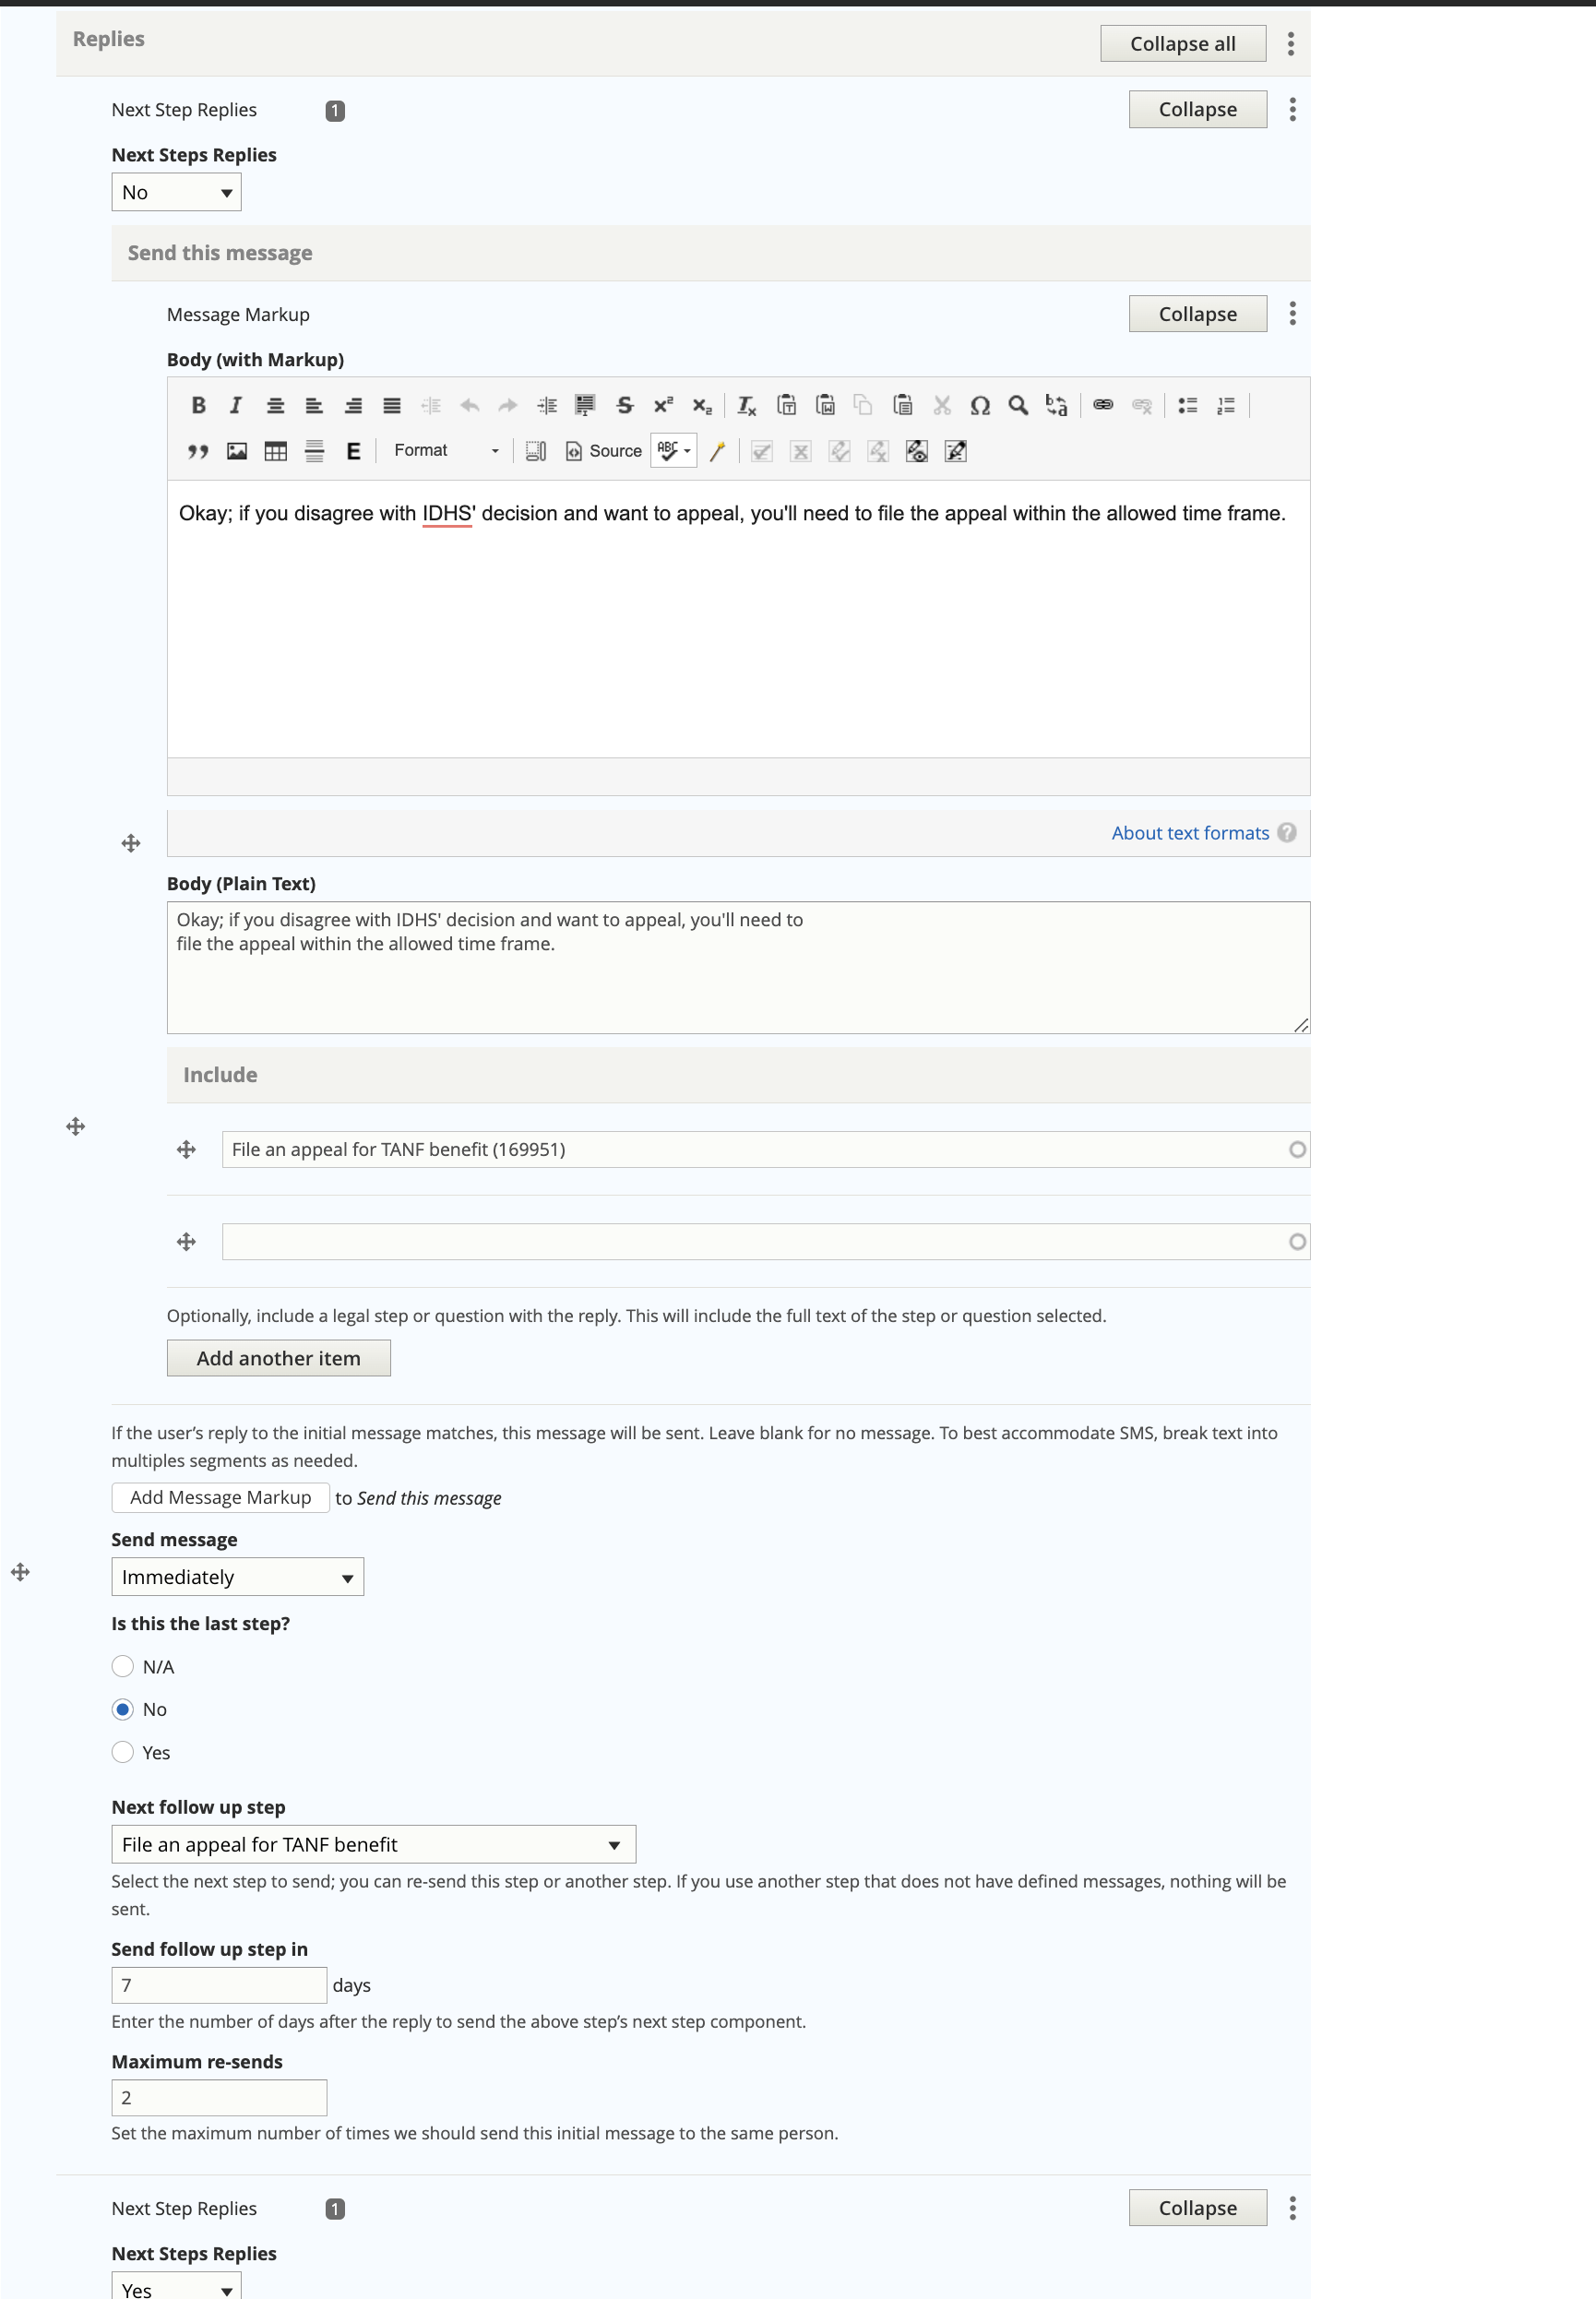 Replies
Collapse all
Next Step Replies 1
Collapse
Next Steps Replies
No
Send this message
Message Markup
Collapse
Body (with Markup)
Format
Source
ABC
Okay; if you disagree with IDHS' decision and want to appeal, you'll need to file the appeal within the allowed time frame.
About text formats ?
Body (Plain Text)
Okay; if you disagree with IDHS' decision and want to appeal, you'll need to
file the appeal within the allowed time frame.
Include
File an appeal for TANF benefit (169951)
Optionally, include a legal step or question with the reply. This will include the full text of the step or question selected.
Add another item
If the user’s reply to the initial message matches, this message will be sent. Leave blank for no message. To best accommodate SMS, break text into
multiples segments as needed.
Add Message Markup to Send this message
Send message
Immediately
Is this the last step?
N/A
No
Yes
Next follow up step
File an appeal for TANF benefit
Select the next step to send; you can re-send this step or another step. If you use another step that does not have defined messages, nothing will be
sent.
Send follow up step in
7 days
Enter the number of days after the reply to send the above step’s next step component.
Maximum re-sends
2
Set the maximum number of times we should send this initial message to the same person.
Next Step Replies 1
Collapse
Next Steps Replies
Yes